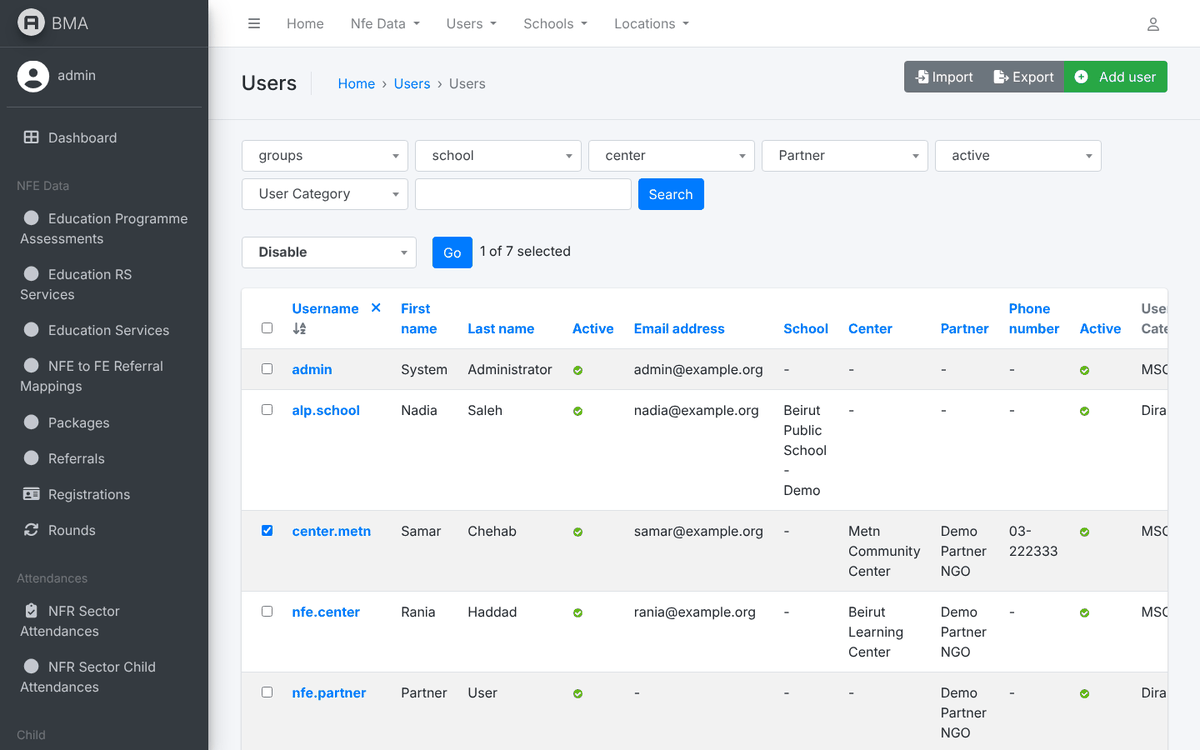 BMA
Home Nfe Data Users Schools Locations
admin
Users
Home › Users › Users
Import Export Add user
Dashboard
NFE Data
Education Programme
Assessments
Education RS
Services
Education Services
NFE to FE Referral
Mappings
Packages
Referrals
Registrations
Rounds
Attendances
NFR Sector
Attendances
NFR Sector Child
Attendances
Child
groups school center Partner active
User Category Search
Disable Go 1 of 7 selected
Username First name Last name Active Email address School Center Partner Phone number Active
admin System Administrator admin@example.org - - - -
alp.school Nadia Saleh nadia@example.org Beirut - - -
Public
School
-
Demo
center.metn Samar Chehab samar@example.org - Metn Demo 03-
Community Partner 222333
Center NGO
nfe.center Rania Haddad rania@example.org - Beirut Demo -
Learning Partner
Center NGO
nfe.partner Partner User - - - Demo -
Partner
NGO